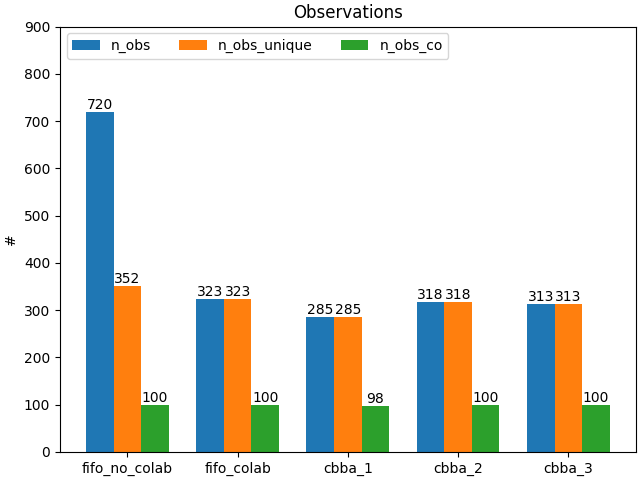 Observations
n_obs n_obs_unique n_obs_co
900
800
700
600
500
400
300
200
100
0
#
720 352 100
323 323 100
285 285 98
318 318 100
313 313 100
fifo_no_colab fifo_colab cbba_1 cbba_2 cbba_3